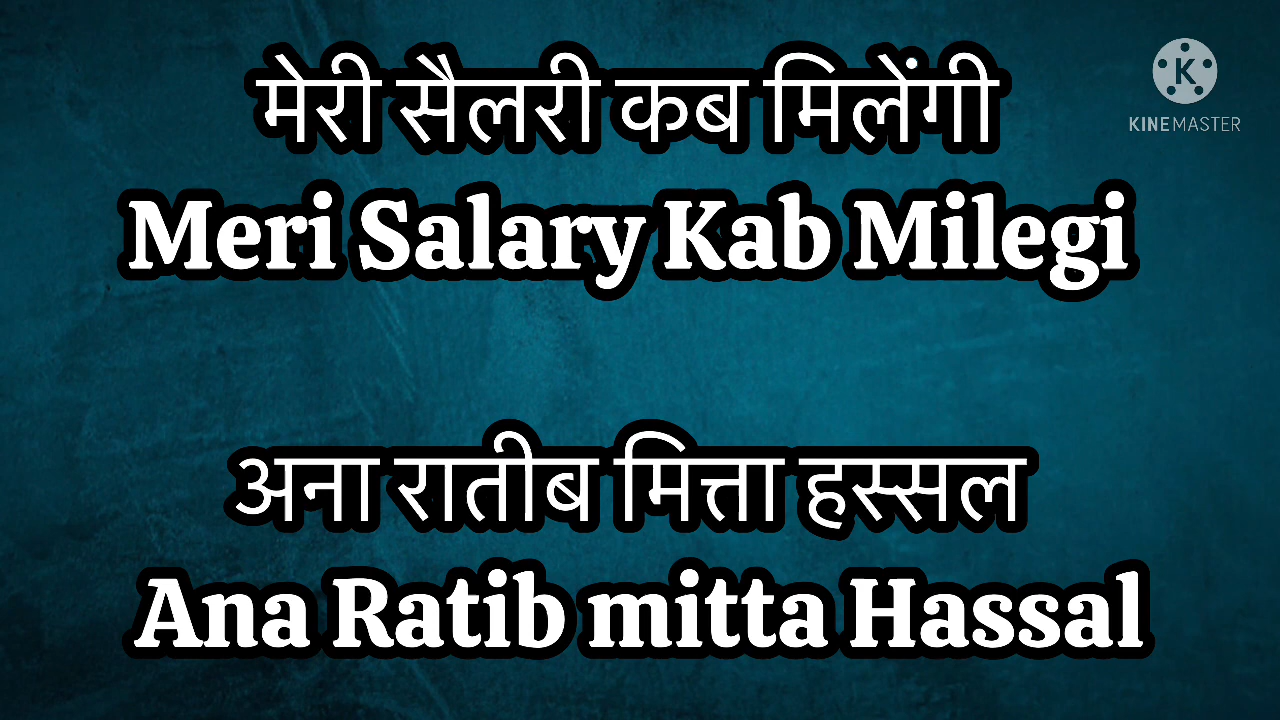 मेरी सैलरी कब मिलेंगी
K
KINEMASTER
Meri Salary Kab Milegi
अना रातीब मित्ता हस्सल
Ana Ratib mitta Hassal